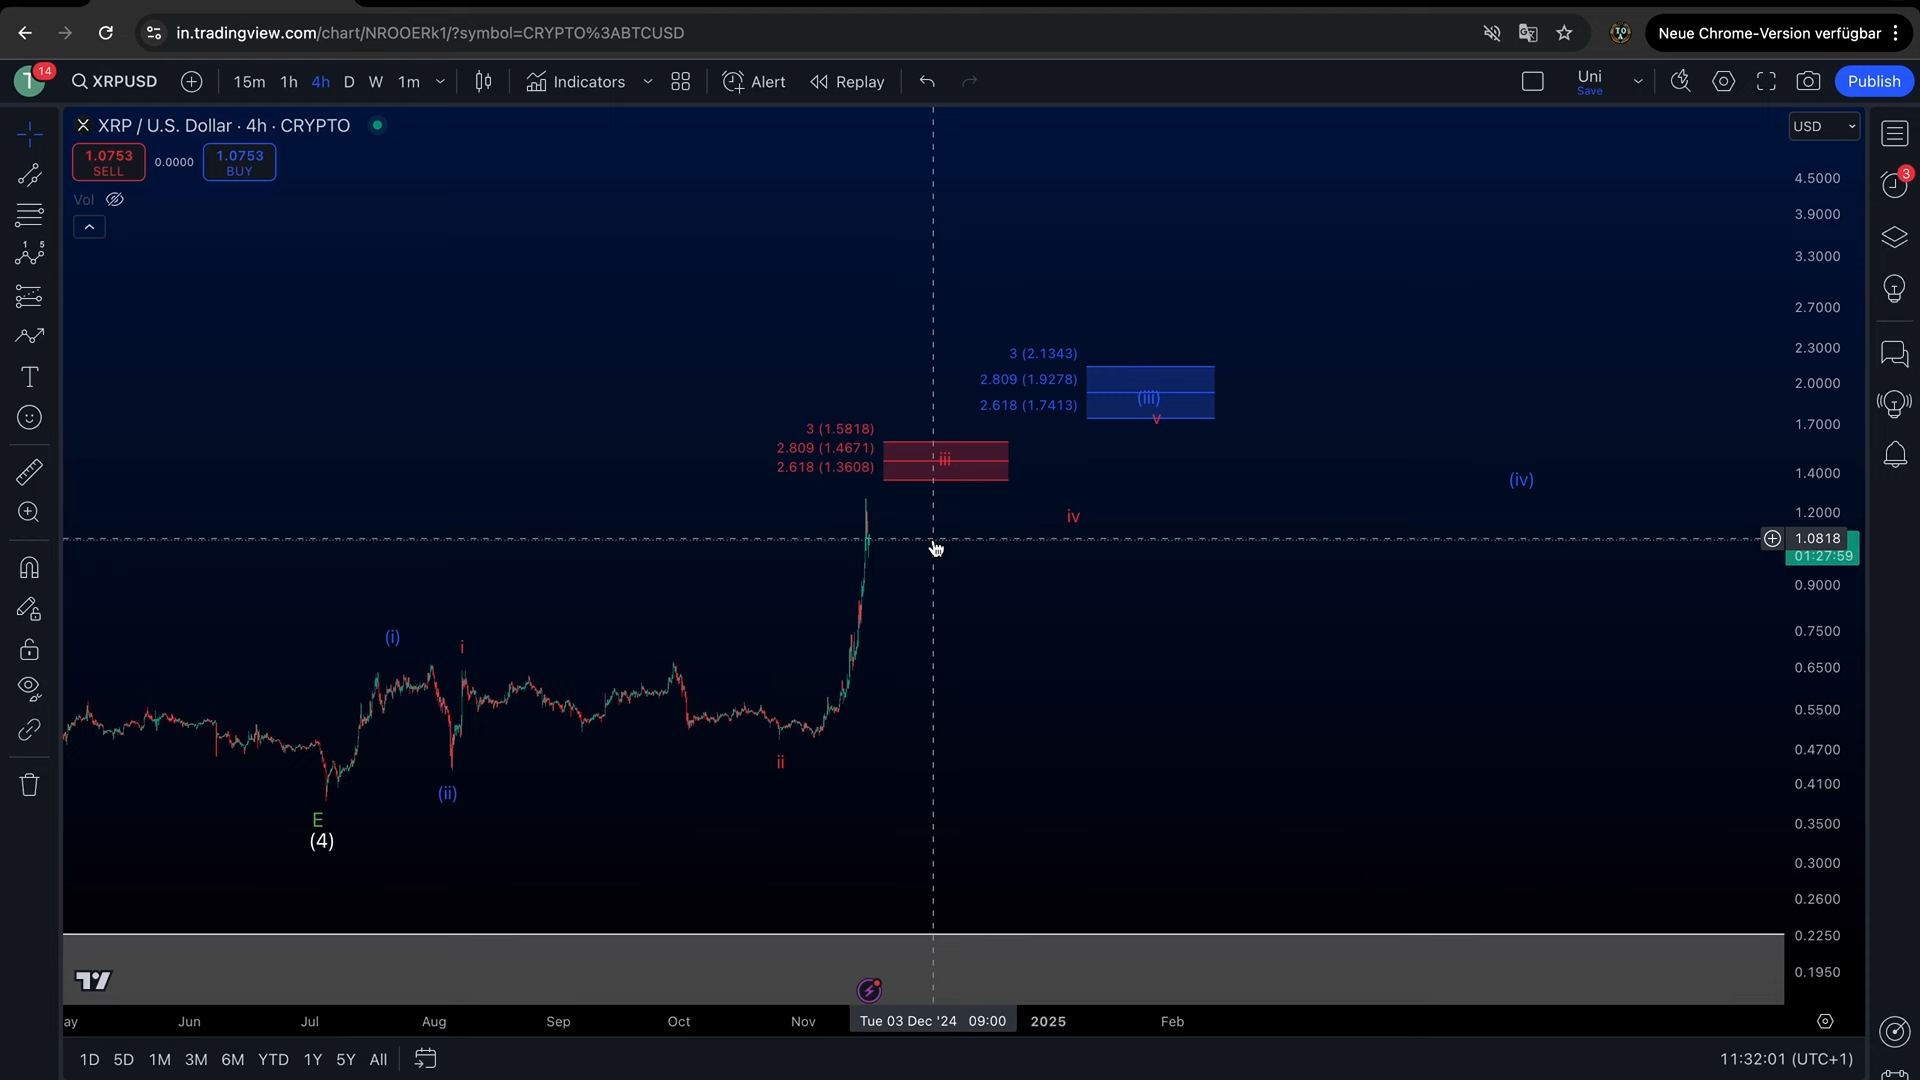 in.tradingview.com/chart/NROOERk1/?symbol=CRYPTO%3ABTCUSD
Neue Chrome-Version verfügbar
T 14 XRPUSD 15m 1h 4h D W 1m Indicators Alert Replay Uni Save Publish
XRP / U.S. Dollar · 4h · CRYPTO
USD
1.0753 SELL 0.0000 1.0753 BUY
Vol
3
4.5000
3.9000
3.3000
2.7000
3 (2.1343)
2.3000
2.809 (1.9278)
2.0000
(iii)
2.618 (1.7413)
v
3 (1.5818)
1.7000
2.809 (1.4671)
iii
2.618 (1.3608)
1.4000
(iv)
iv
1.2000
1.0818
01:27:59
0.9000
(i)
0.7500
i
0.6500
0.5500
0.4700
ii
0.4100
(ii)
E
0.3500
(4)
0.3000
0.2600
0.2250
0.1950
ay Jun Jul Aug Sep Oct Nov Tue 03 Dec '24 09:00 2025 Feb
1D 5D 1M 3M 6M YTD 1Y 5Y All
11:32:01 (UTC+1)